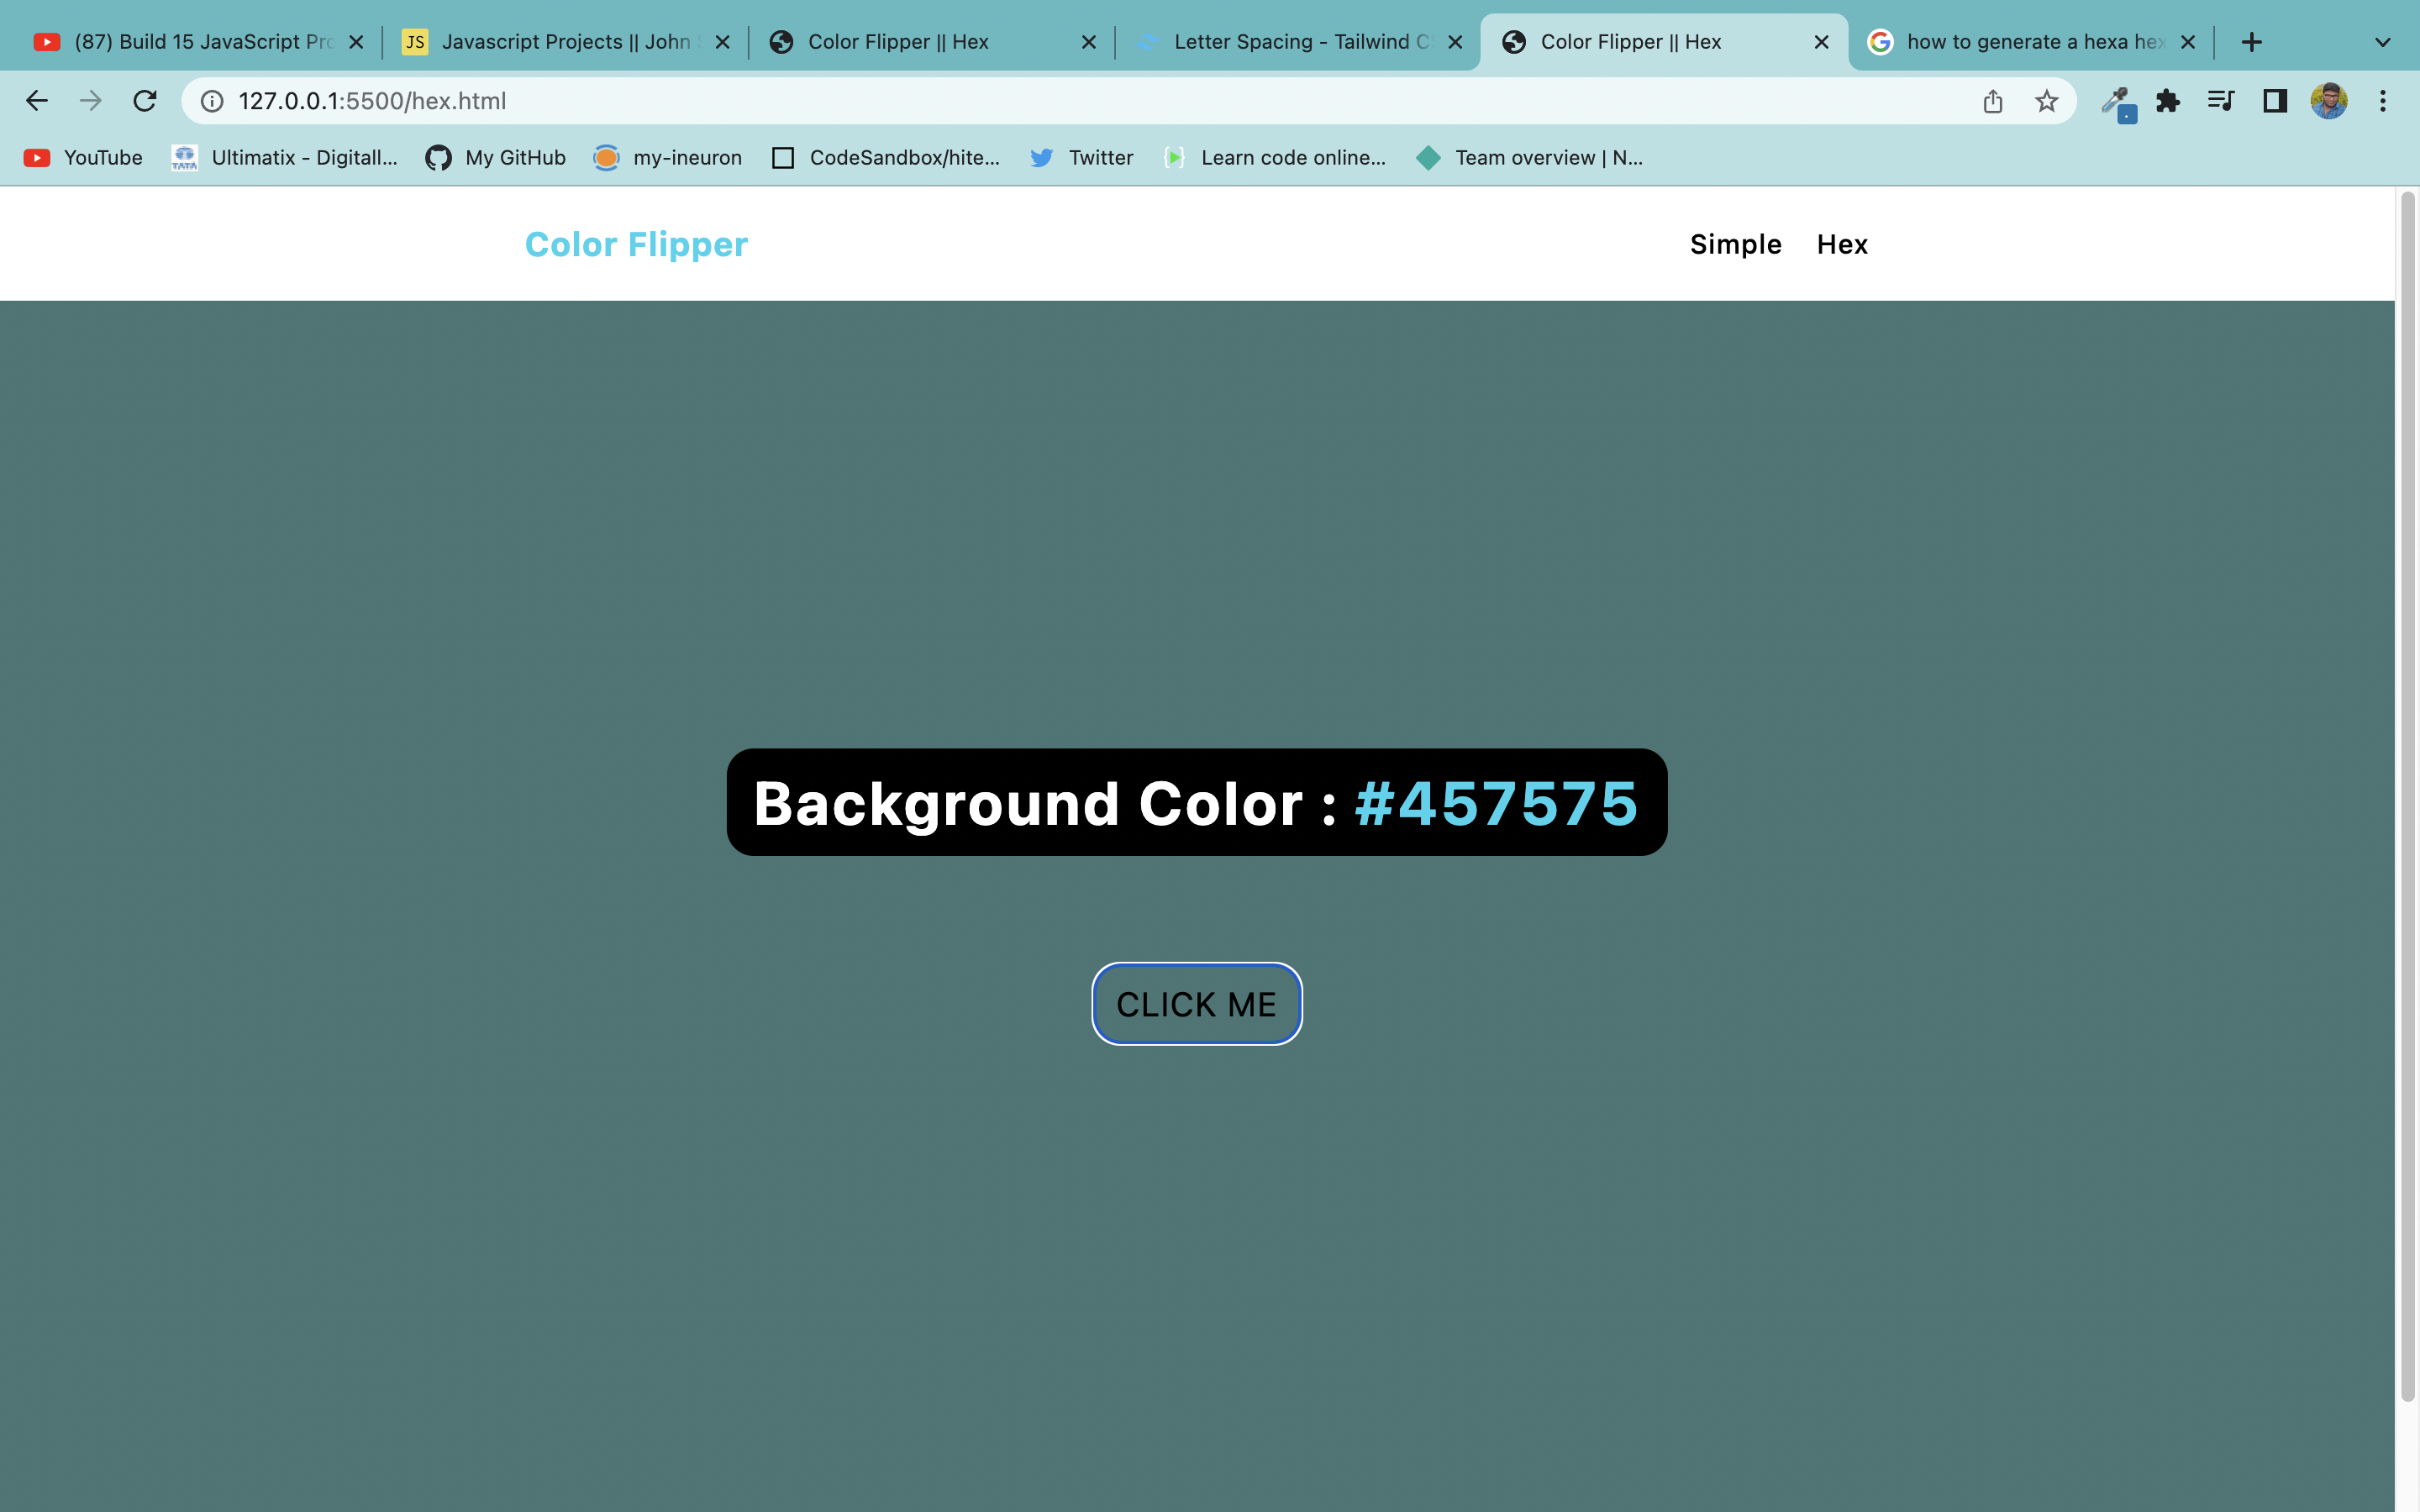 (87) Build 15 JavaScript Pro
JS Javascript Projects || John
Color Flipper || Hex
Letter Spacing - Tailwind
Color Flipper || Hex
how to generate a hexa hex
127.0.0.1:5500/hex.html
YouTube
TATA
Ultimatix - Digitall...
My GitHub
my-ineuron
CodeSandbox/hite...
Twitter
Learn code online...
Team overview | N...
Color Flipper
Simple Hex
Background Color : #457575
CLICK ME